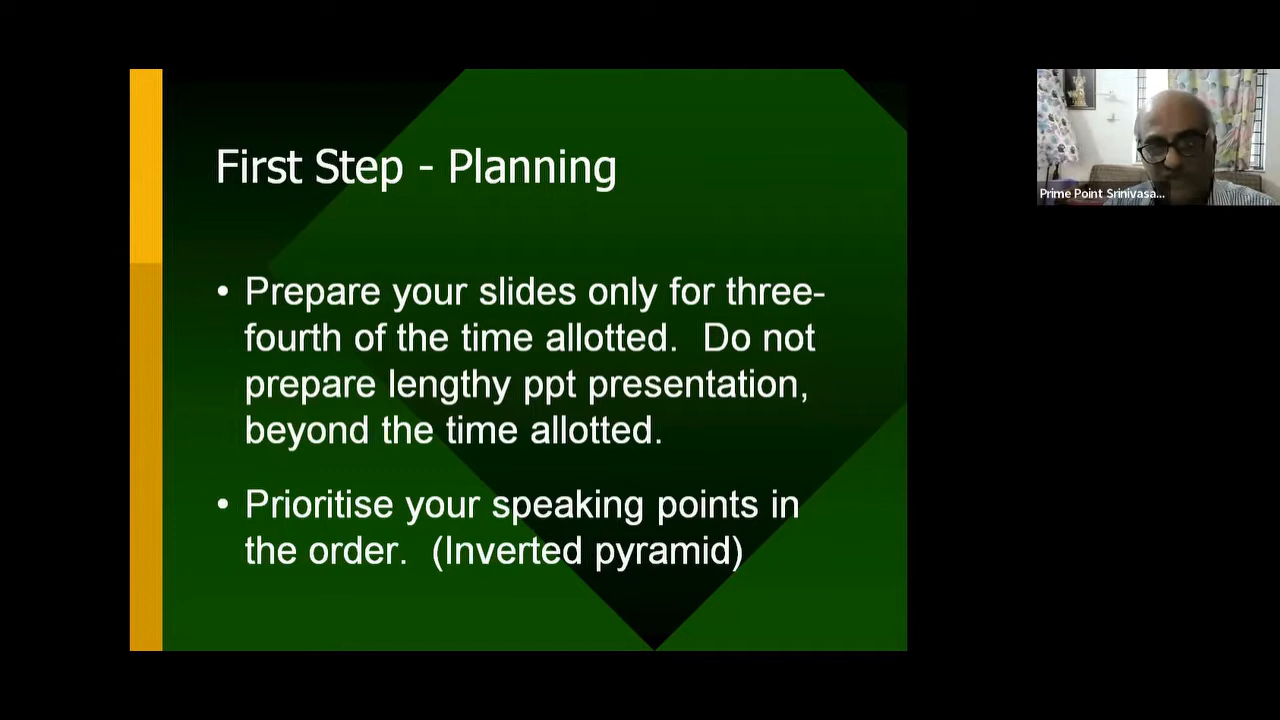 First Step - Planning
• Prepare your slides only for three-
fourth of the time allotted.  Do not
prepare lengthy ppt presentation,
beyond the time allotted.
• Prioritise your speaking points in
the order.  (Inverted pyramid)
Prime Point Srinivasa...